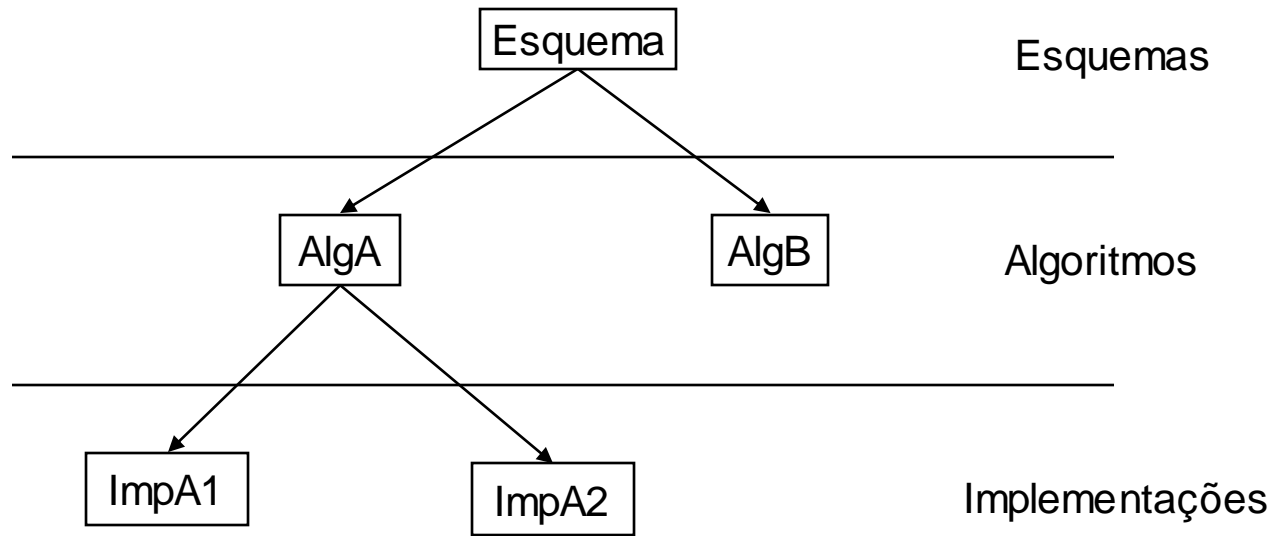 Esquema
Esquemas
AlgA
AlgB
Algoritmos
ImpA1
ImpA2
Implementações